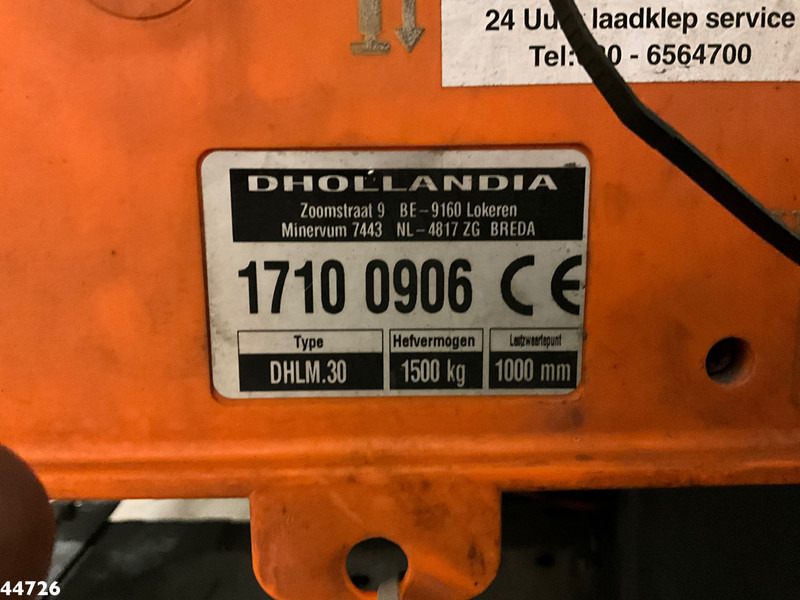 24 Uur laadklep service
Tel: - 6564700
DHOLLANDIA
Zoomstraat 9 BE-9160 Lokeren
Minervum 7443 NL-4817 ZG BREDA
1710 0906 CE
Type Hefvermogen Lastzwaartepunt
DHLM.30 1500 kg 1000 mm
44726